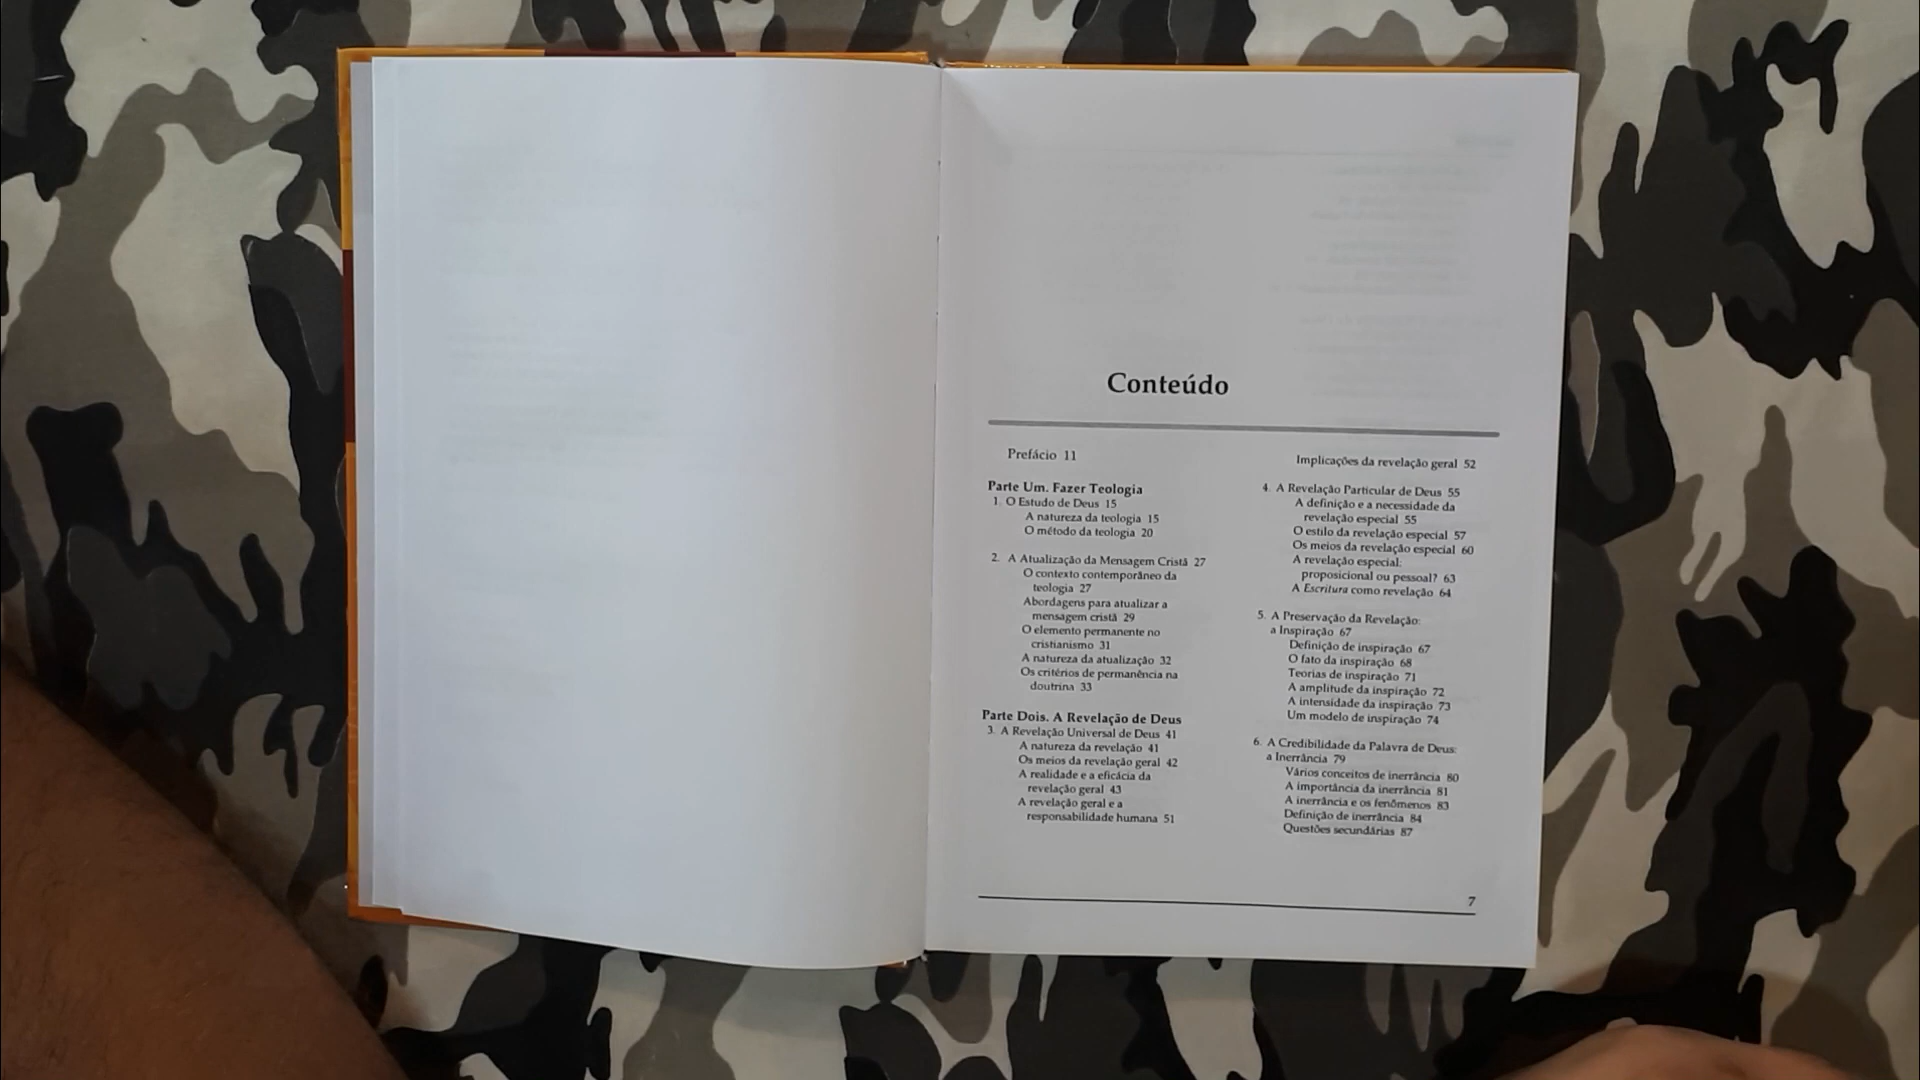 Conteúdo
Prefácio 11
Parte Um. Fazer Teologia
1. O Estudo de Deus 15
A natureza da teologia 15
O método da teologia 20
2. A Atualização da Mensagem Cristã 27
O contexto contemporâneo da
teologia 27
Abordagens para atualizar a
mensagem cristã 29
O elemento permanente no
cristianismo 31
A natureza da atualização 32
Os critérios de permanência na
doutrina 33
Parte Dois. A Revelação de Deus
3. A Revelação Universal de Deus 41
A natureza da revelação 41
Os meios da revelação geral 42
A realidade e a eficácia da
revelação geral 43
A revelação geral e a
responsabilidade humana 51
Implicações da revelação geral 52
4. A Revelação Particular de Deus 55
A definição e a necessidade da
revelação especial 55
O estilo da revelação especial 57
Os meios da revelação especial 60
A revelação especial:
proposicional ou pessoal? 63
A Escritura como revelação 64
5. A Preservação da Revelação:
a Inspiração 67
Definição de inspiração 67
O fato da inspiração 68
Teorias de inspiração 71
A amplitude da inspiração 72
A intensidade da inspiração 73
Um modelo de inspiração 74
6. A Credibilidade da Palavra de Deus:
a Inerrância 79
Vários conceitos de inerrância 80
A importância da inerrância 81
A inerrância e os fenômenos 83
Definição de inerrância 84
Questões secundárias 87
7